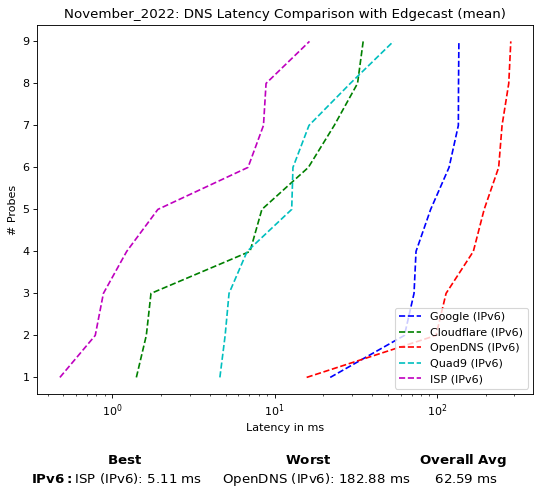 November_2022: DNS Latency Comparison with Edgecast (mean)
# Probes
9
8
7
6
5
4
3
2
1
10⁰ 10¹ 10²
Latency in ms
Google (IPv6)
Cloudflare (IPv6)
OpenDNS (IPv6)
Quad9 (IPv6)
ISP (IPv6)
Best Worst Overall Avg
IPv6: ISP (IPv6): 5.11 ms OpenDNS (IPv6): 182.88 ms 62.59 ms